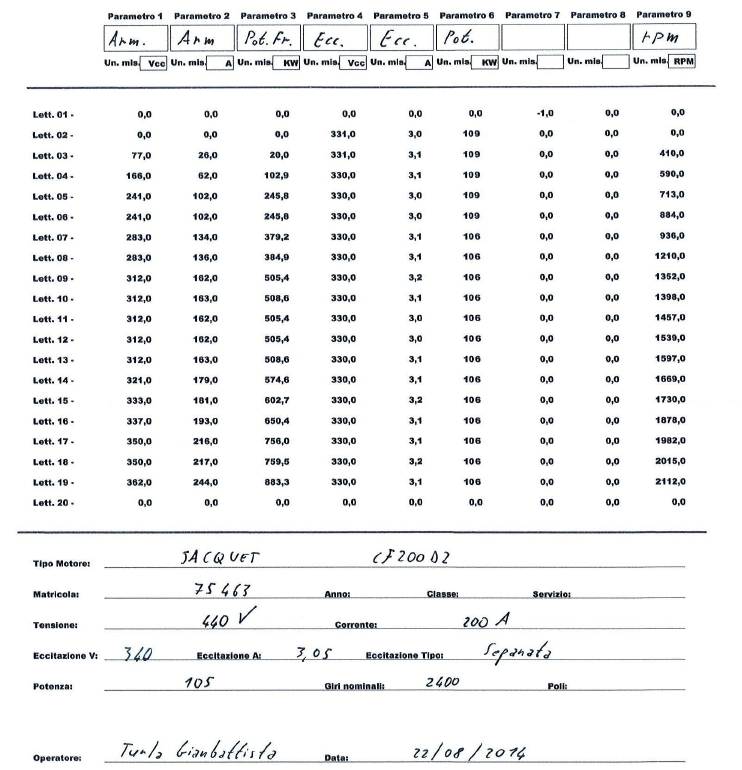 Parametro 1 Parametro 2 Parametro 3 Parametro 4 Parametro 5 Parametro 6 Parametro 7 Parametro 8 Parametro 9
Arm. Arm Pot. Fr. Ecc. Ecc. Pot. rpm
Un. mis. Vcc Un. mis. A Un. mis. KW Un. mis. Vcc Un. mis. A Un. mis. KW Un. mis. Un. mis. Un. mis. RPM
Lett. 01 - 0,0 0,0 0,0 0,0 0,0 0,0 -1,0 0,0 0,0
Lett. 02 - 0,0 0,0 0,0 331,0 3,0 109 0,0 0,0 0,0
Lett. 03 - 77,0 26,0 20,0 331,0 3,1 109 0,0 0,0 410,0
Lett. 04 - 166,0 62,0 102,9 330,0 3,1 109 0,0 0,0 590,0
Lett. 05 - 241,0 102,0 245,8 330,0 3,0 109 0,0 0,0 713,0
Lett. 06 - 241,0 102,0 245,8 330,0 3,0 109 0,0 0,0 884,0
Lett. 07 - 283,0 134,0 379,2 330,0 3,1 106 0,0 0,0 936,0
Lett. 08 - 283,0 136,0 384,9 330,0 3,1 106 0,0 0,0 1210,0
Lett. 09 - 312,0 162,0 505,4 330,0 3,2 106 0,0 0,0 1352,0
Lett. 10 - 312,0 163,0 508,6 330,0 3,1 106 0,0 0,0 1398,0
Lett. 11 - 312,0 162,0 505,4 330,0 3,0 106 0,0 0,0 1457,0
Lett. 12 - 312,0 162,0 505,4 330,0 3,0 106 0,0 0,0 1539,0
Lett. 13 - 312,0 163,0 508,6 330,0 3,1 106 0,0 0,0 1597,0
Lett. 14 - 321,0 179,0 574,6 330,0 3,1 106 0,0 0,0 1669,0
Lett. 15 - 333,0 181,0 602,7 330,0 3,2 106 0,0 0,0 1730,0
Lett. 16 - 337,0 193,0 650,4 330,0 3,1 106 0,0 0,0 1878,0
Lett. 17 - 350,0 216,0 756,0 330,0 3,1 106 0,0 0,0 1982,0
Lett. 18 - 350,0 217,0 759,5 330,0 3,2 106 0,0 0,0 2015,0
Lett. 19 - 362,0 244,0 883,3 330,0 3,1 106 0,0 0,0 2112,0
Lett. 20 - 0,0 0,0 0,0 0,0 0,0 0,0 0,0 0,0 0,0
Tipo Motore: JACQUET CF200D2
Matricola: 75463 Anno: Classe: Servizio:
Tensione: 440 V Corrente: 200 A
Eccitazione V: 340 Eccitazione A: 3,05 Eccitazione Tipo: Separata
Potenza: 105 Giri nominali: 2400 Poli:
Operatore: Gianbattista Data: 22/08/2014